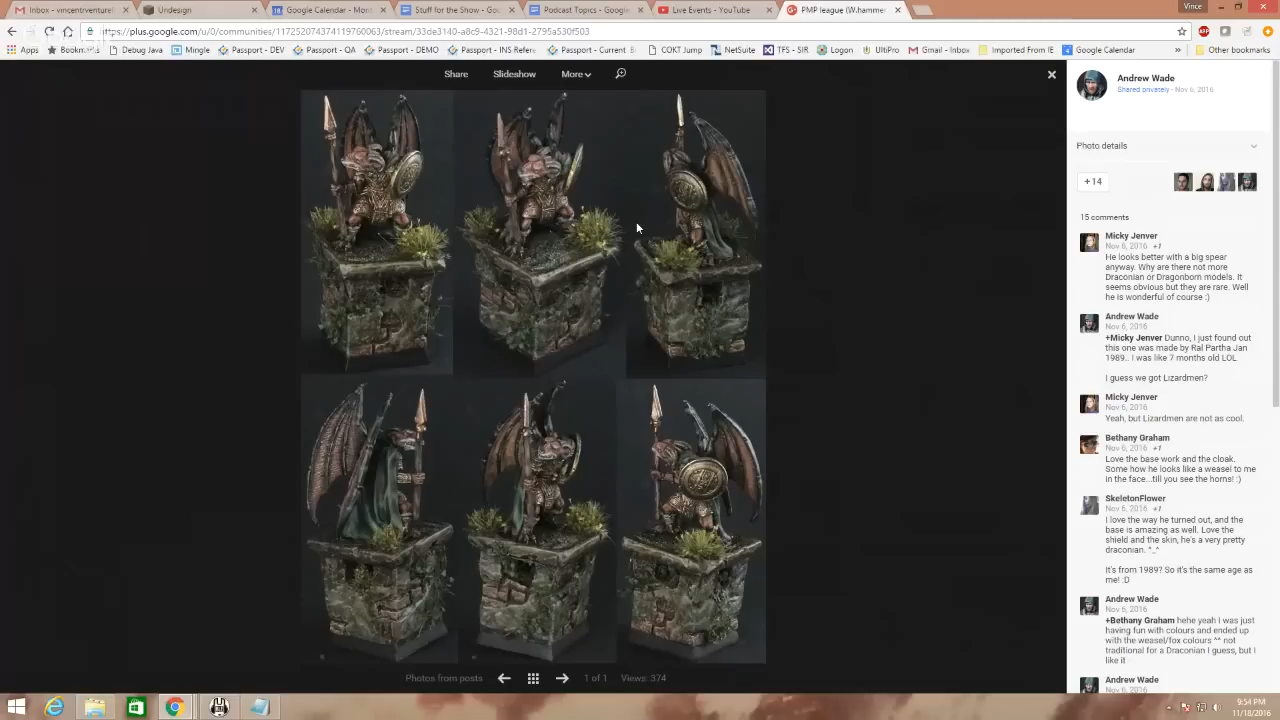 Vince
Inbox - vincentventure
Undesign
Google Calendar - Mor
Stuff for the Show - Goo
Podcast Topics - Google
Live Events - YouTube
PMP league (W.hammer
https://plus.google.com/u/0/communities/117252074374119760063/stream/33de3140-a8c9-4321-98d1-2795a530f503
Apps Bookmar Debug Java Mingle Passport - DEV Passport - QA Passport - DEMO Passport - INS Refere Passport - Current B COKT Jump NetSuite TFS - SIR Logon V Bucks Gmail - Inbox Imported From IE Google Calendar Other bookmarks
Share Slideshow More
Andrew Wade
Shared privately - Nov 6, 2016
Photo details
+14
15 comments
Micky Jenver
Nov 6, 2016 +1
He looks better with a big spear
anyway. Why are there not more
Draconian or Dragonborn models. It
seems obvious but they are rare. Well
he is wonderful of course :)
Andrew Wade
Nov 6, 2016
+Micky Jenver Dunno, I just found out
this one was made by Ral Partha Jan
1989.. I was like 7 months old LOL
I guess we got Lizardmen?
Micky Jenver
Nov 6, 2016
Yeah, but Lizardmen are not as cool.
Bethany Graham
Nov 6, 2016 +1
Love the base work and the cloak.
Some how he looks like a weasel to me
in the face...till you see the horns! :)
SkeletonFlower
Nov 6, 2016 +1
I love the way he turned out, and the
base is amazing as well. Love the
shield and the skin, he's a very pretty
draconian. ^_^
It's from 1989? So it's the same age as
me! :D
Andrew Wade
Nov 6, 2016
+Bethany Graham hehe yeah I was just
having fun with colours and ended up
with the weasel/fox colours ^^ not
traditional for a Draconian I guess, but I
like it
Andrew Wade
Nov 6, 2016
Photos from posts 1 of 1 Views: 374
9:54 PM
11/18/2016